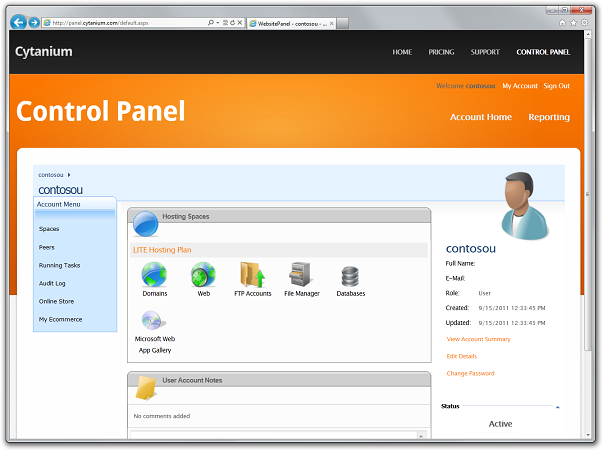 http://panel.cytanium.com/default.aspx
WebsitePanel - contosou - ...
Cytanium
HOME PRICING SUPPORT CONTROL PANEL
Welcome contosou My Account Sign Out
Control Panel
Account Home Reporting
contosou
contosou
Account Menu
Spaces
Peers
Running Tasks
Audit Log
Online Store
My Ecommerce
Hosting Spaces
LITE Hosting Plan
Domains
Web
FTP Accounts
File Manager
Databases
Microsoft Web
App Gallery
User Account Notes
No comments added
contosou
Full Name:
E-Mail:
Role: User
Created: 9/15/2011 12:33:45 PM
Updated: 9/15/2011 12:33:45 PM
View Account Summary
Edit Details
Change Password
Status
Active